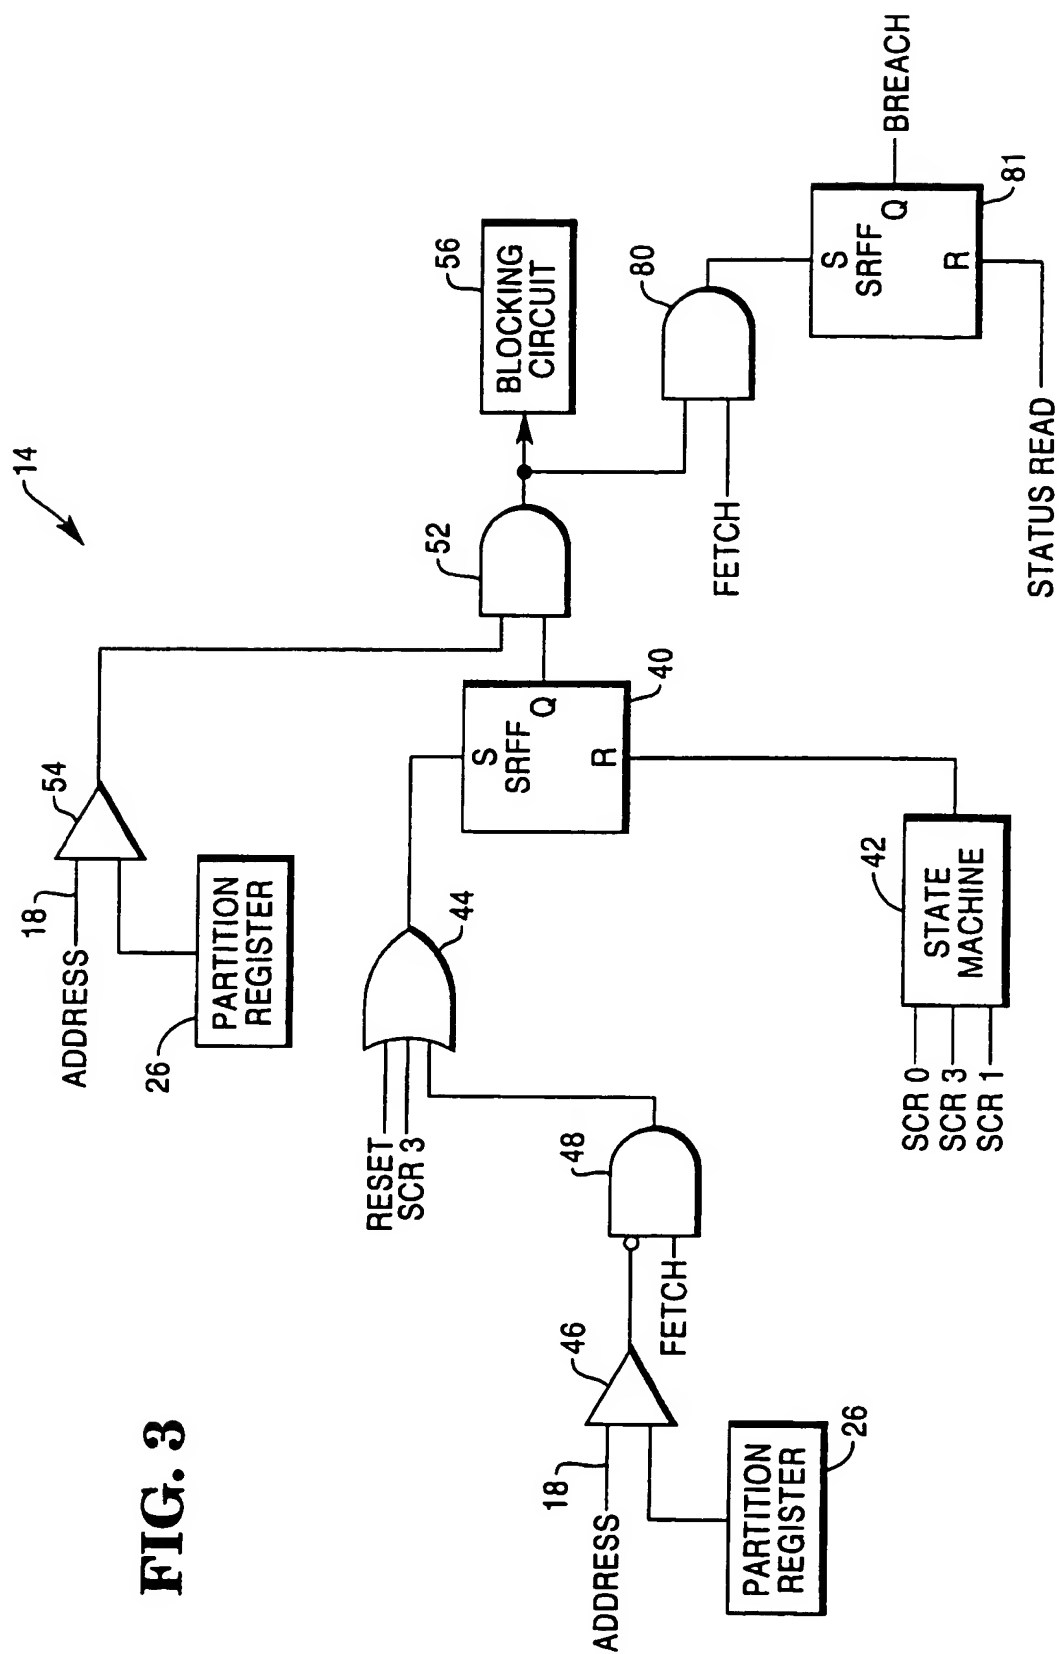 FIG. 3
14
ADDRESS
18
54
26
PARTITION
REGISTER
RESET
SCR 3
44
ADDRESS
18
46
PARTITION
REGISTER
26
FETCH
48
S
SRFF
Q
R
40
52
56
BLOCKING
CIRCUIT
FETCH
80
S
SRFF
Q
R
81
BREACH
STATUS READ
SCR 0
SCR 3
SCR 1
42
STATE
MACHINE